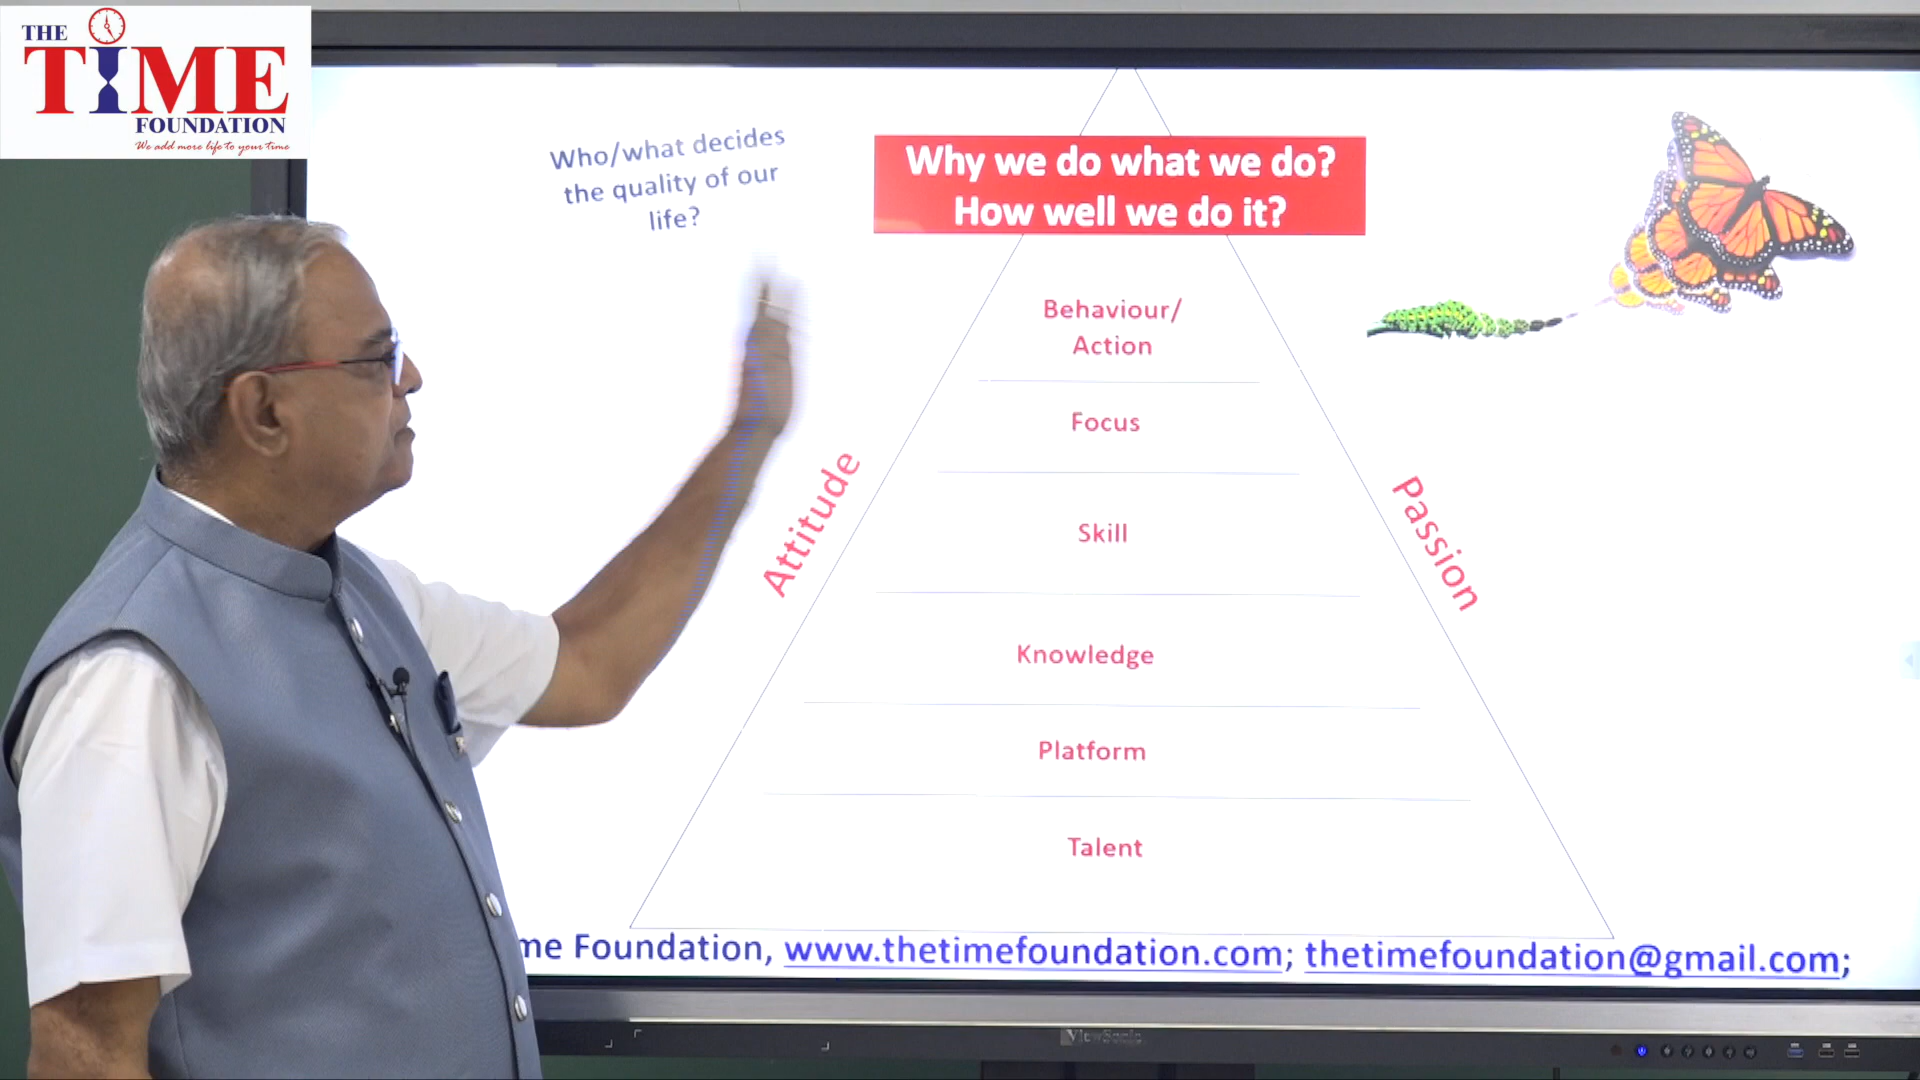 THE
TIME
FOUNDATION
We add more life to your time
Who/what decides
the quality of our
life?
Why we do what we do?
How well we do it?
Behaviour/
Action
Focus
Skill
Knowledge
Platform
Talent
Attitude
Passion
me Foundation, www.thetimefoundation.com; thetimefoundation@gmail.com;
ViewSonic